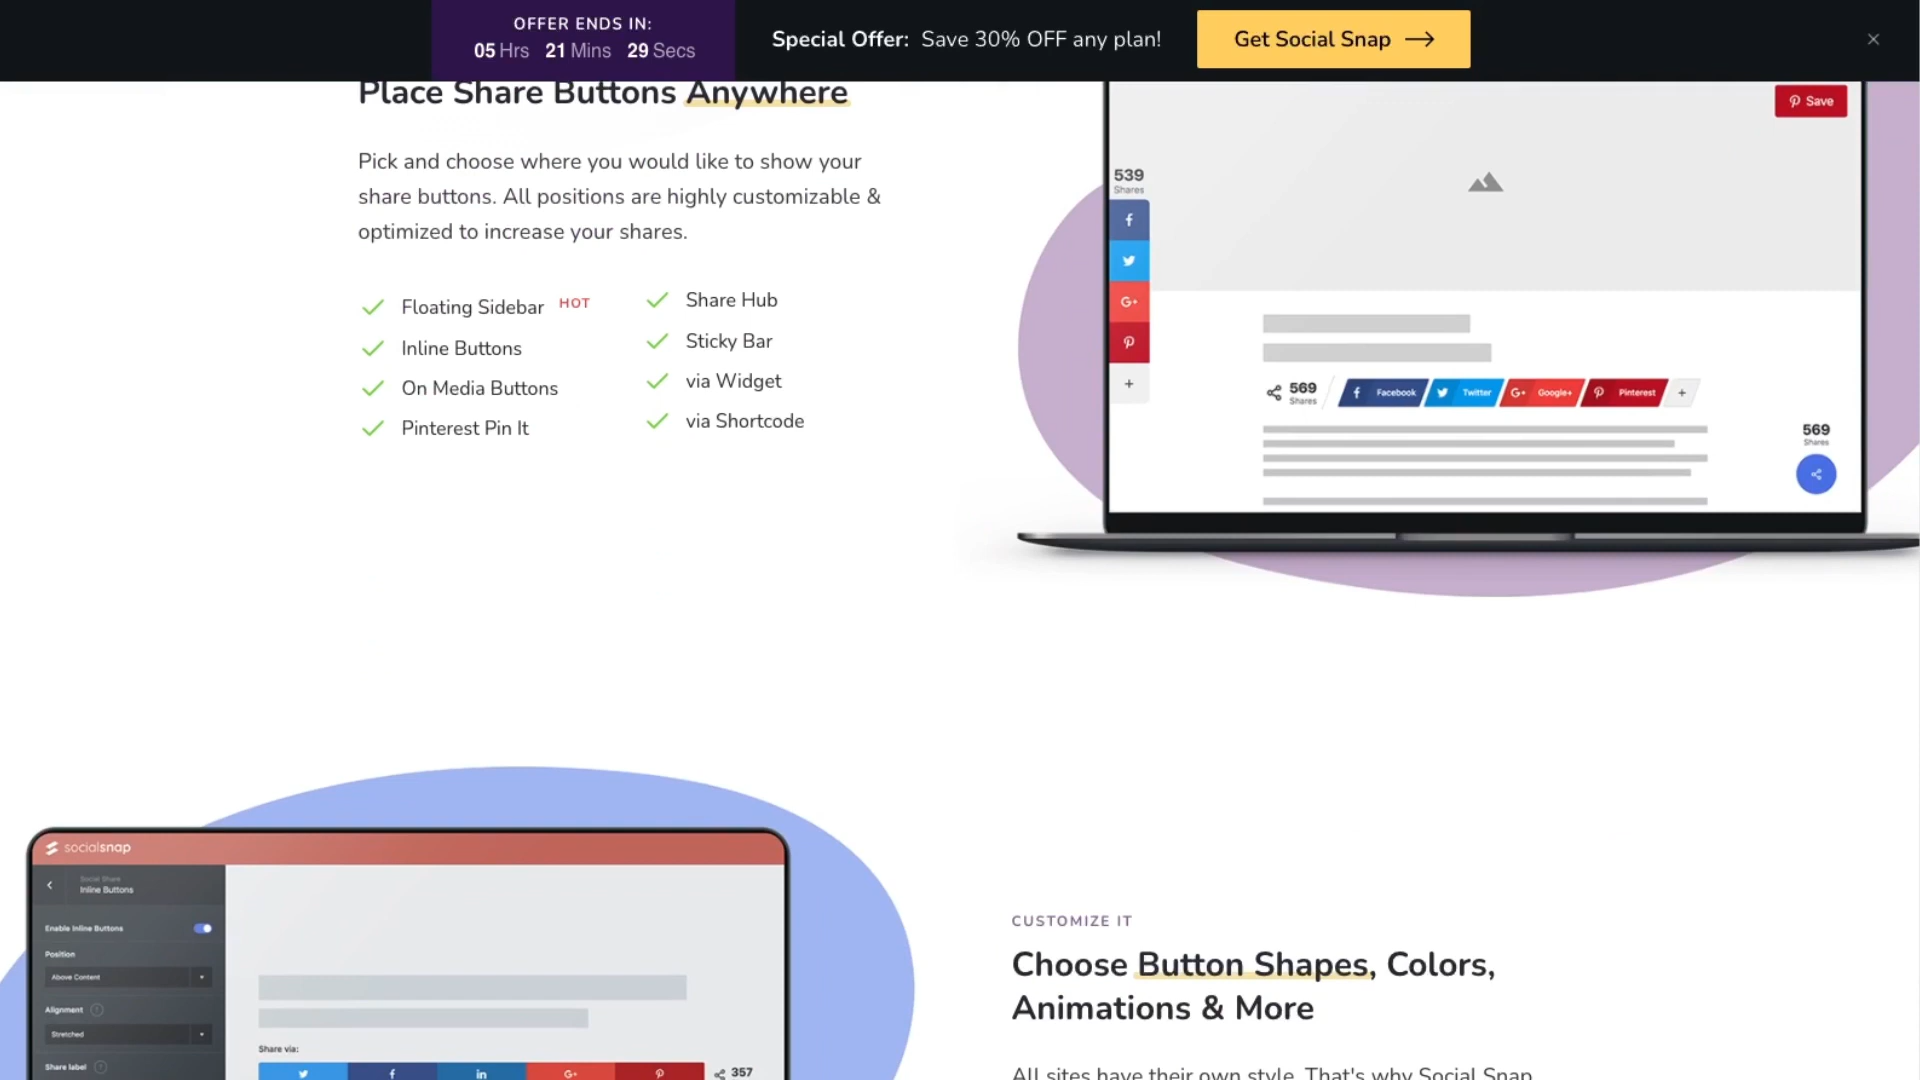 OFFER ENDS IN:
05 Hrs 21 Mins 29 Secs
Special Offer: Save 30% OFF any plan!
Get Social Snap
Place Share Buttons Anywhere
Pick and choose where you would like to show your
share buttons. All positions are highly customizable &
optimized to increase your shares.
Floating Sidebar HOT
Inline Buttons
On Media Buttons
Pinterest Pin It
Share Hub
Sticky Bar
via Widget
via Shortcode
Save
539
Shares
G+
+
569
Shares
Facebook
Twitter
G+ Google+
Pinterest
+
569
Shares
socialsnap
Social Share
Inline Buttons
Enable Inline Buttons
Position
Above Content
Alignment
Stretched
Share label
Share via:
in
G+
357
CUSTOMIZE IT
Choose Button Shapes, Colors,
Animations & More
All sites have their own style. That's why Social Snap